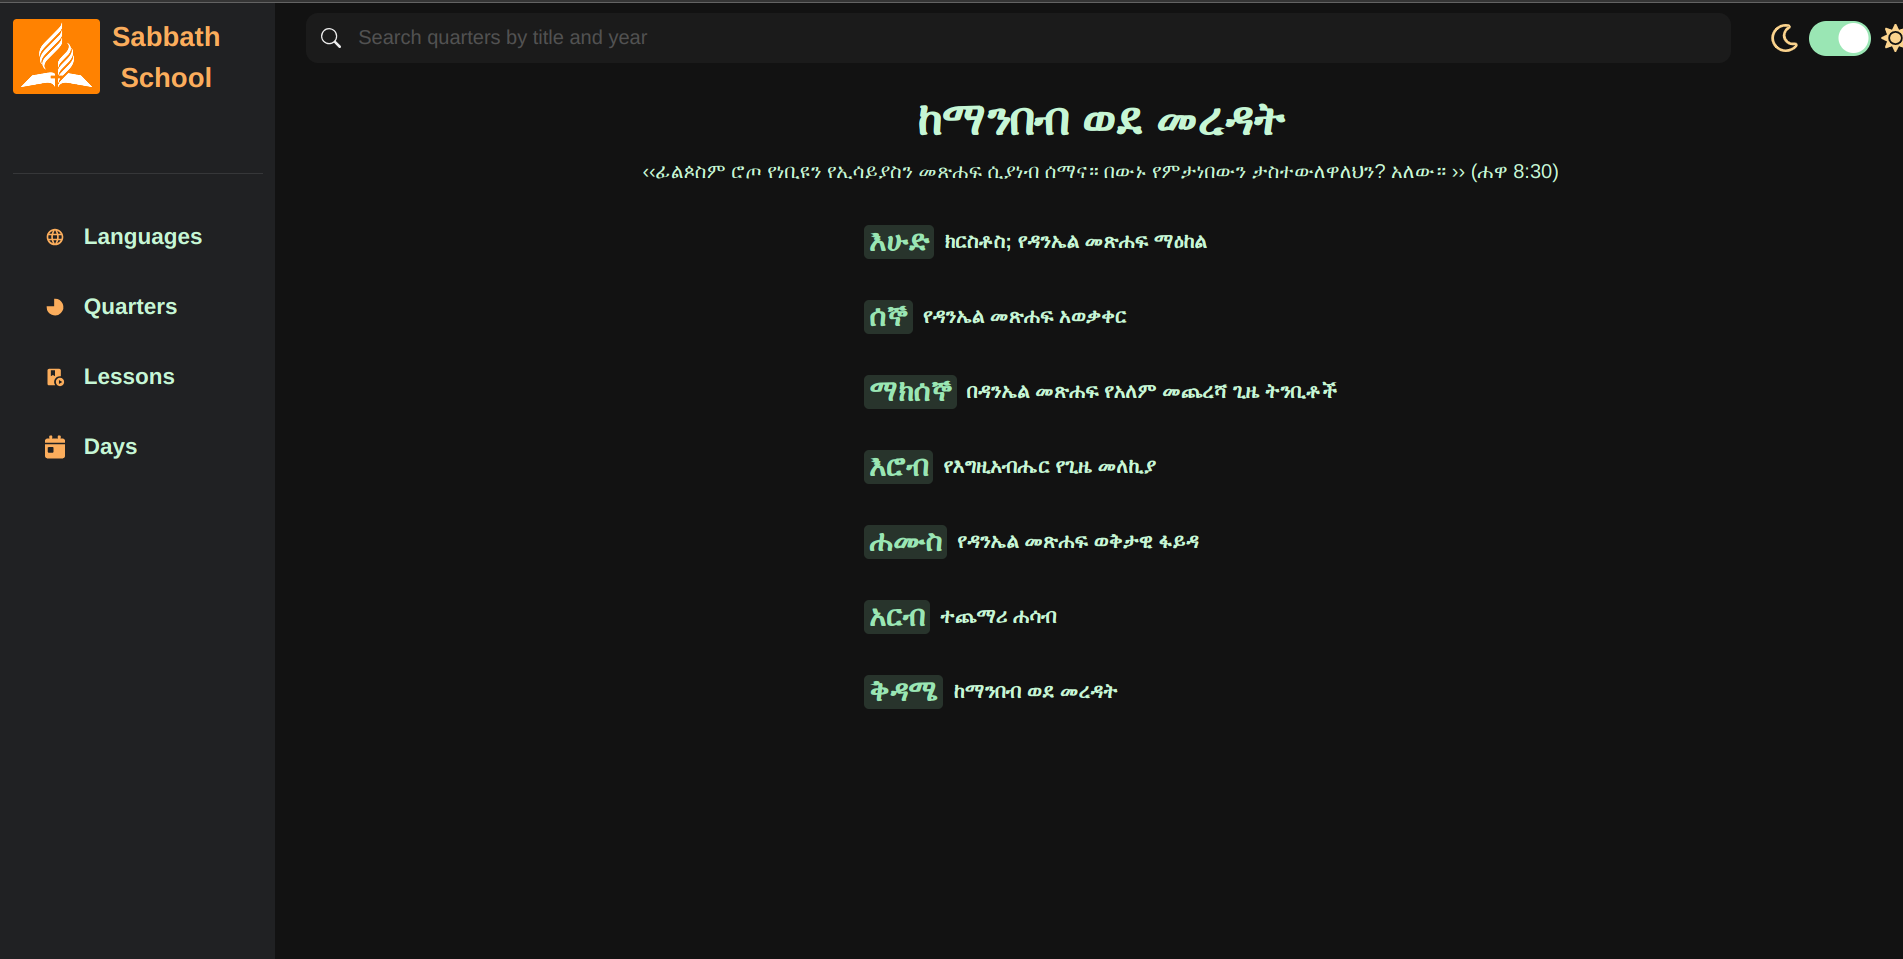 Sabbath
School
Search quarters by title and year
ከማንበብ ወደ መረዳት
‹‹ፊልጶስም ሮጦ የነቢዩን የኢሳይያስን መጽሐፍ ሲያነብ ሰማና። በውኑ የምታነበውን ታስተውለዋለህን? አለው። ›› (ሐዋ 8:30)
Languages
Quarters
Lessons
Days
እሁድ ክርስቶስ; የዳንኤል መጽሐፍ ማዕከል
ሰኞ የዳንኤል መጽሐፍ አወቃቀር
ማክሰኞ በዳንኤል መጽሐፍ የአለም መጨረሻ ጊዜ ትንቢቶች
እሮብ የእግዚአብሔር የጊዜ መለኪያ
ሐሙስ የዳንኤል መጽሐፍ ወቅታዊ ፋይዳ
አርብ ተጨማሪ ሐሳብ
ቅዳሜ ከማንበብ ወደ መረዳት